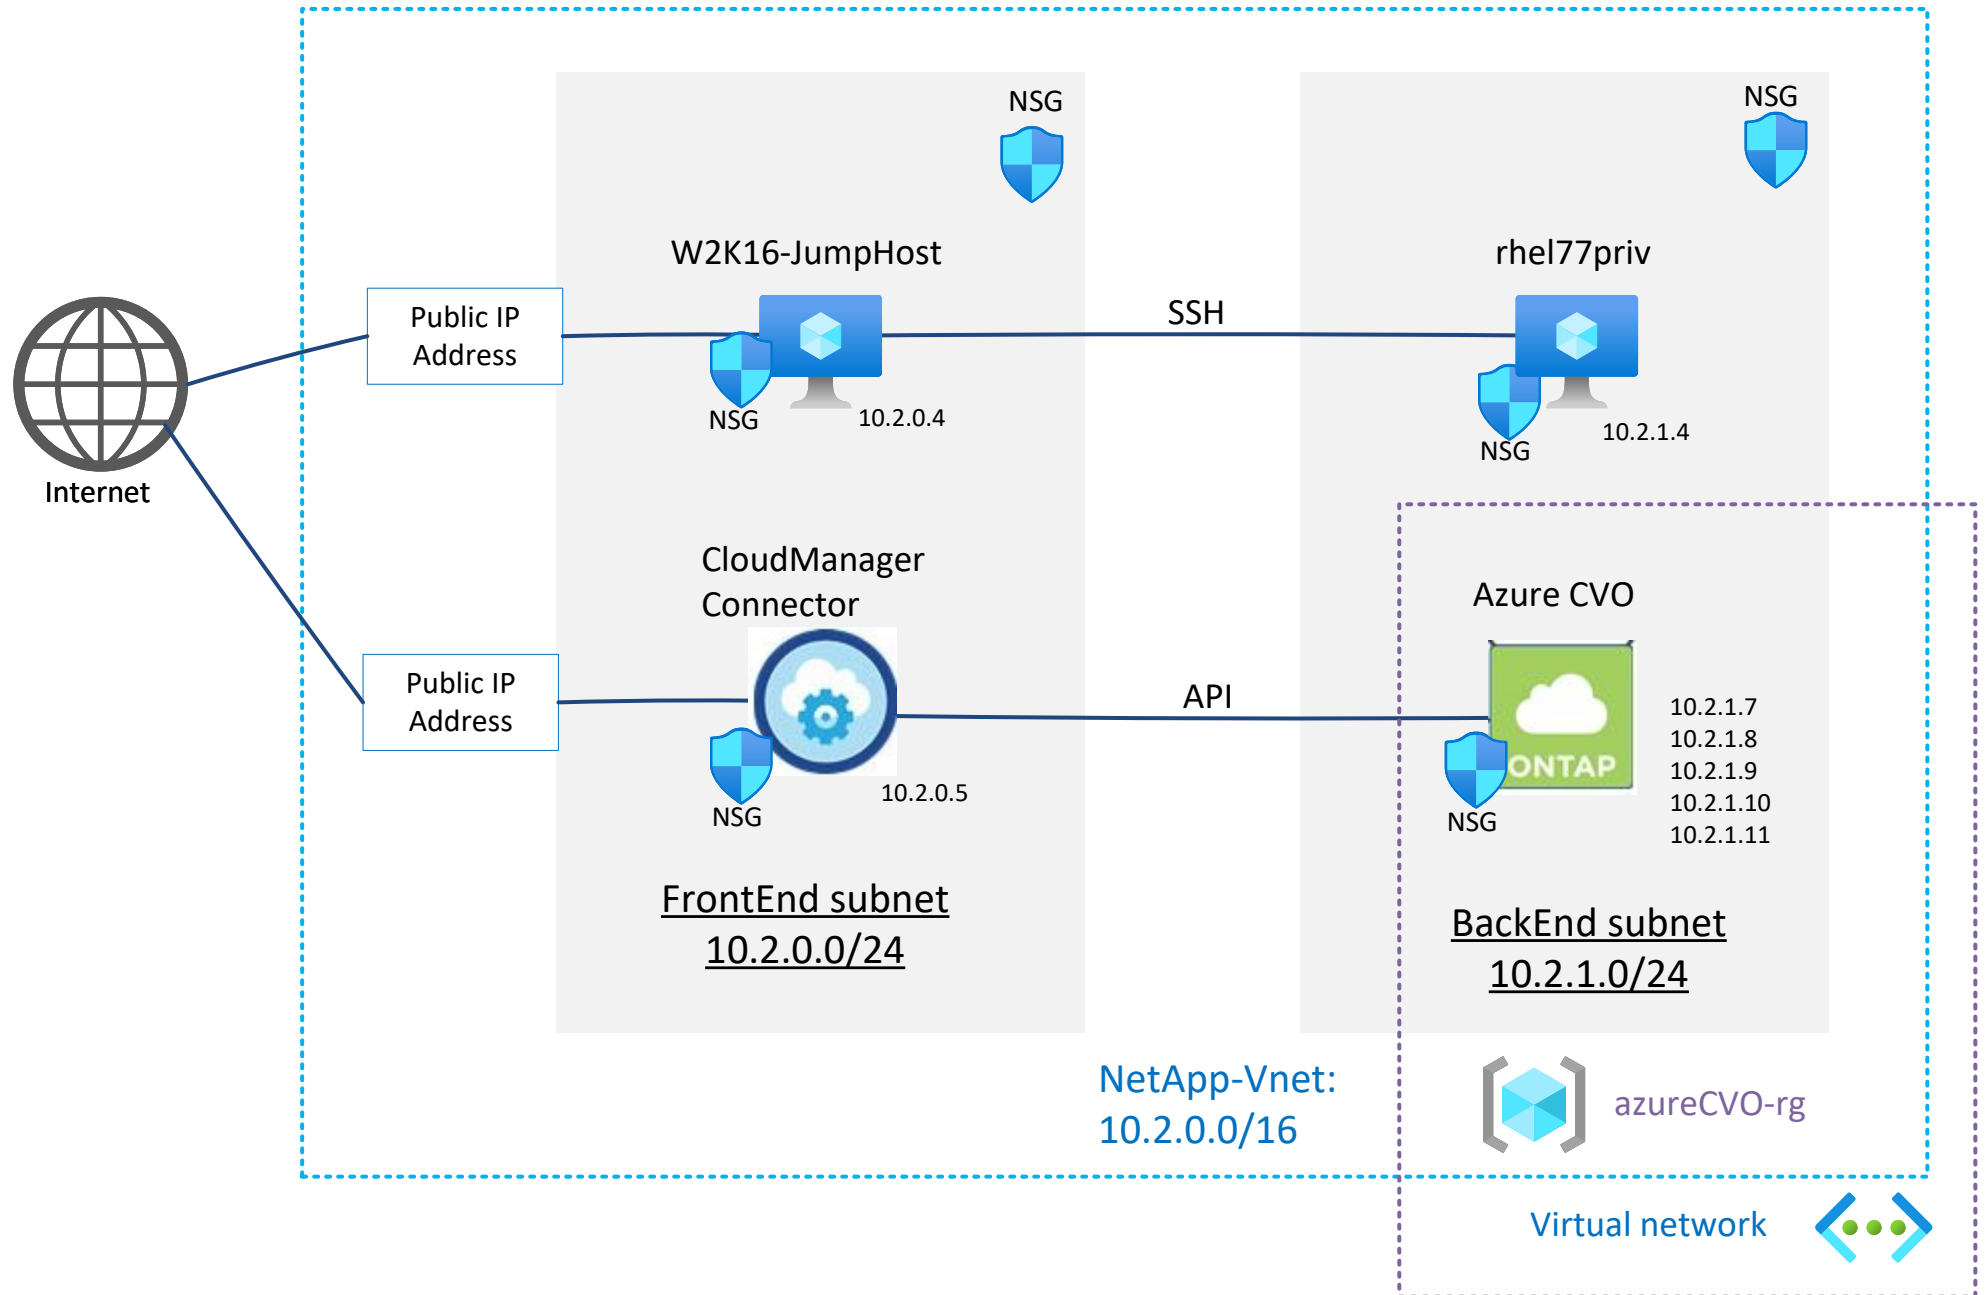 NSG
NSG
W2K16-JumpHost
rhel77priv
Public IP
Address
SSH
NSG
10.2.0.4
NSG
10.2.1.4
Internet
CloudManager
Connector
Azure CVO
Public IP
Address
API
ONTAP
10.2.1.7
10.2.1.8
10.2.1.9
10.2.1.10
10.2.1.11
NSG
10.2.0.5
NSG
FrontEnd subnet
10.2.0.0/24
BackEnd subnet
10.2.1.0/24
NetApp-Vnet:
10.2.0.0/16
azureCVO-rg
Virtual network